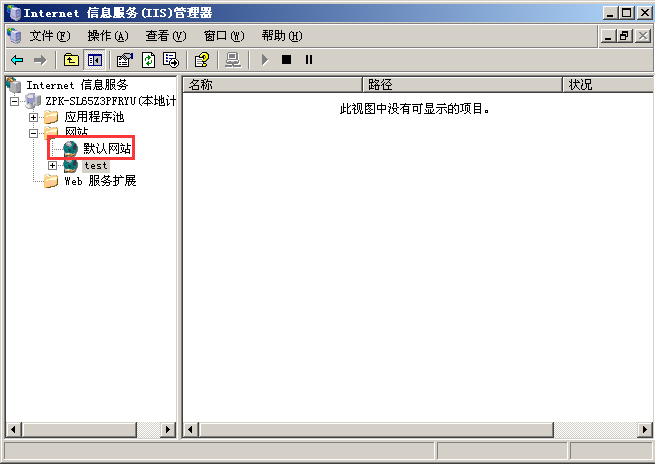 Internet 信息服务(IIS)管理器
文件(F) 操作(A) 查看(V) 窗口(W) 帮助(H)
Internet 信息服务
ZPK-SL65Z3PFRYU(本地计
应用程序池
网站
默认网站
test
Web 服务扩展
名称 路径 状况
此视图中没有可显示的项目。